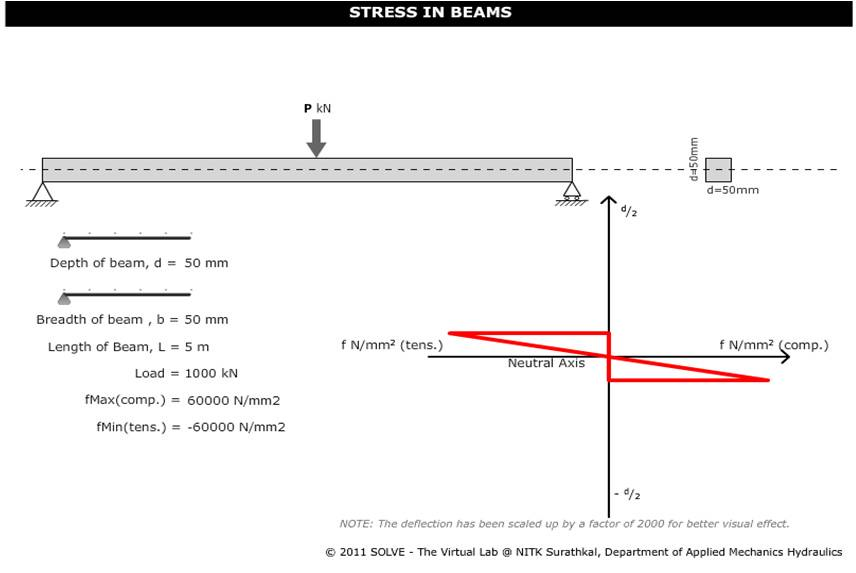 STRESS IN BEAMS
P kN
d=50mm
d=50mm
d/2
Depth of beam, d = 50 mm
Breadth of beam , b = 50 mm
Length of Beam, L = 5 m
Load = 1000 kN
fMax(comp.) = 60000 N/mm2
fMin(tens.) = -60000 N/mm2
f N/mm² (tens.)
f N/mm² (comp.)
Neutral Axis
- d/2
NOTE: The deflection has been scaled up by a factor of 2000 for better visual effect.
© 2011 SOLVE - The Virtual Lab @ NITK Surathkal, Department of Applied Mechanics Hydraulics